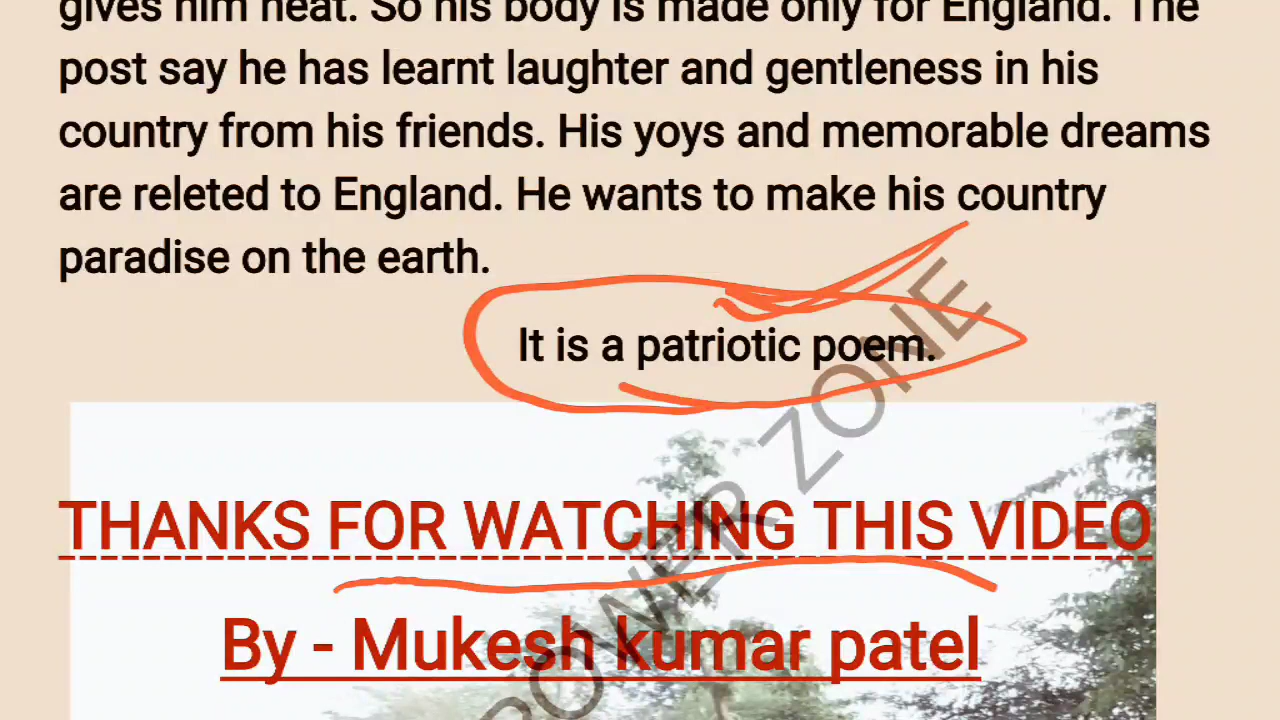 gives him heat. So his body is made only for England. The
post say he has learnt laughter and gentleness in his
country from his friends. His yoys and memorable dreams
are releted to England. He wants to make his country
paradise on the earth.
It is a patriotic poem.
THANKS FOR WATCHING THIS VIDEO
By - Mukesh kumar patel
POWER ZONE